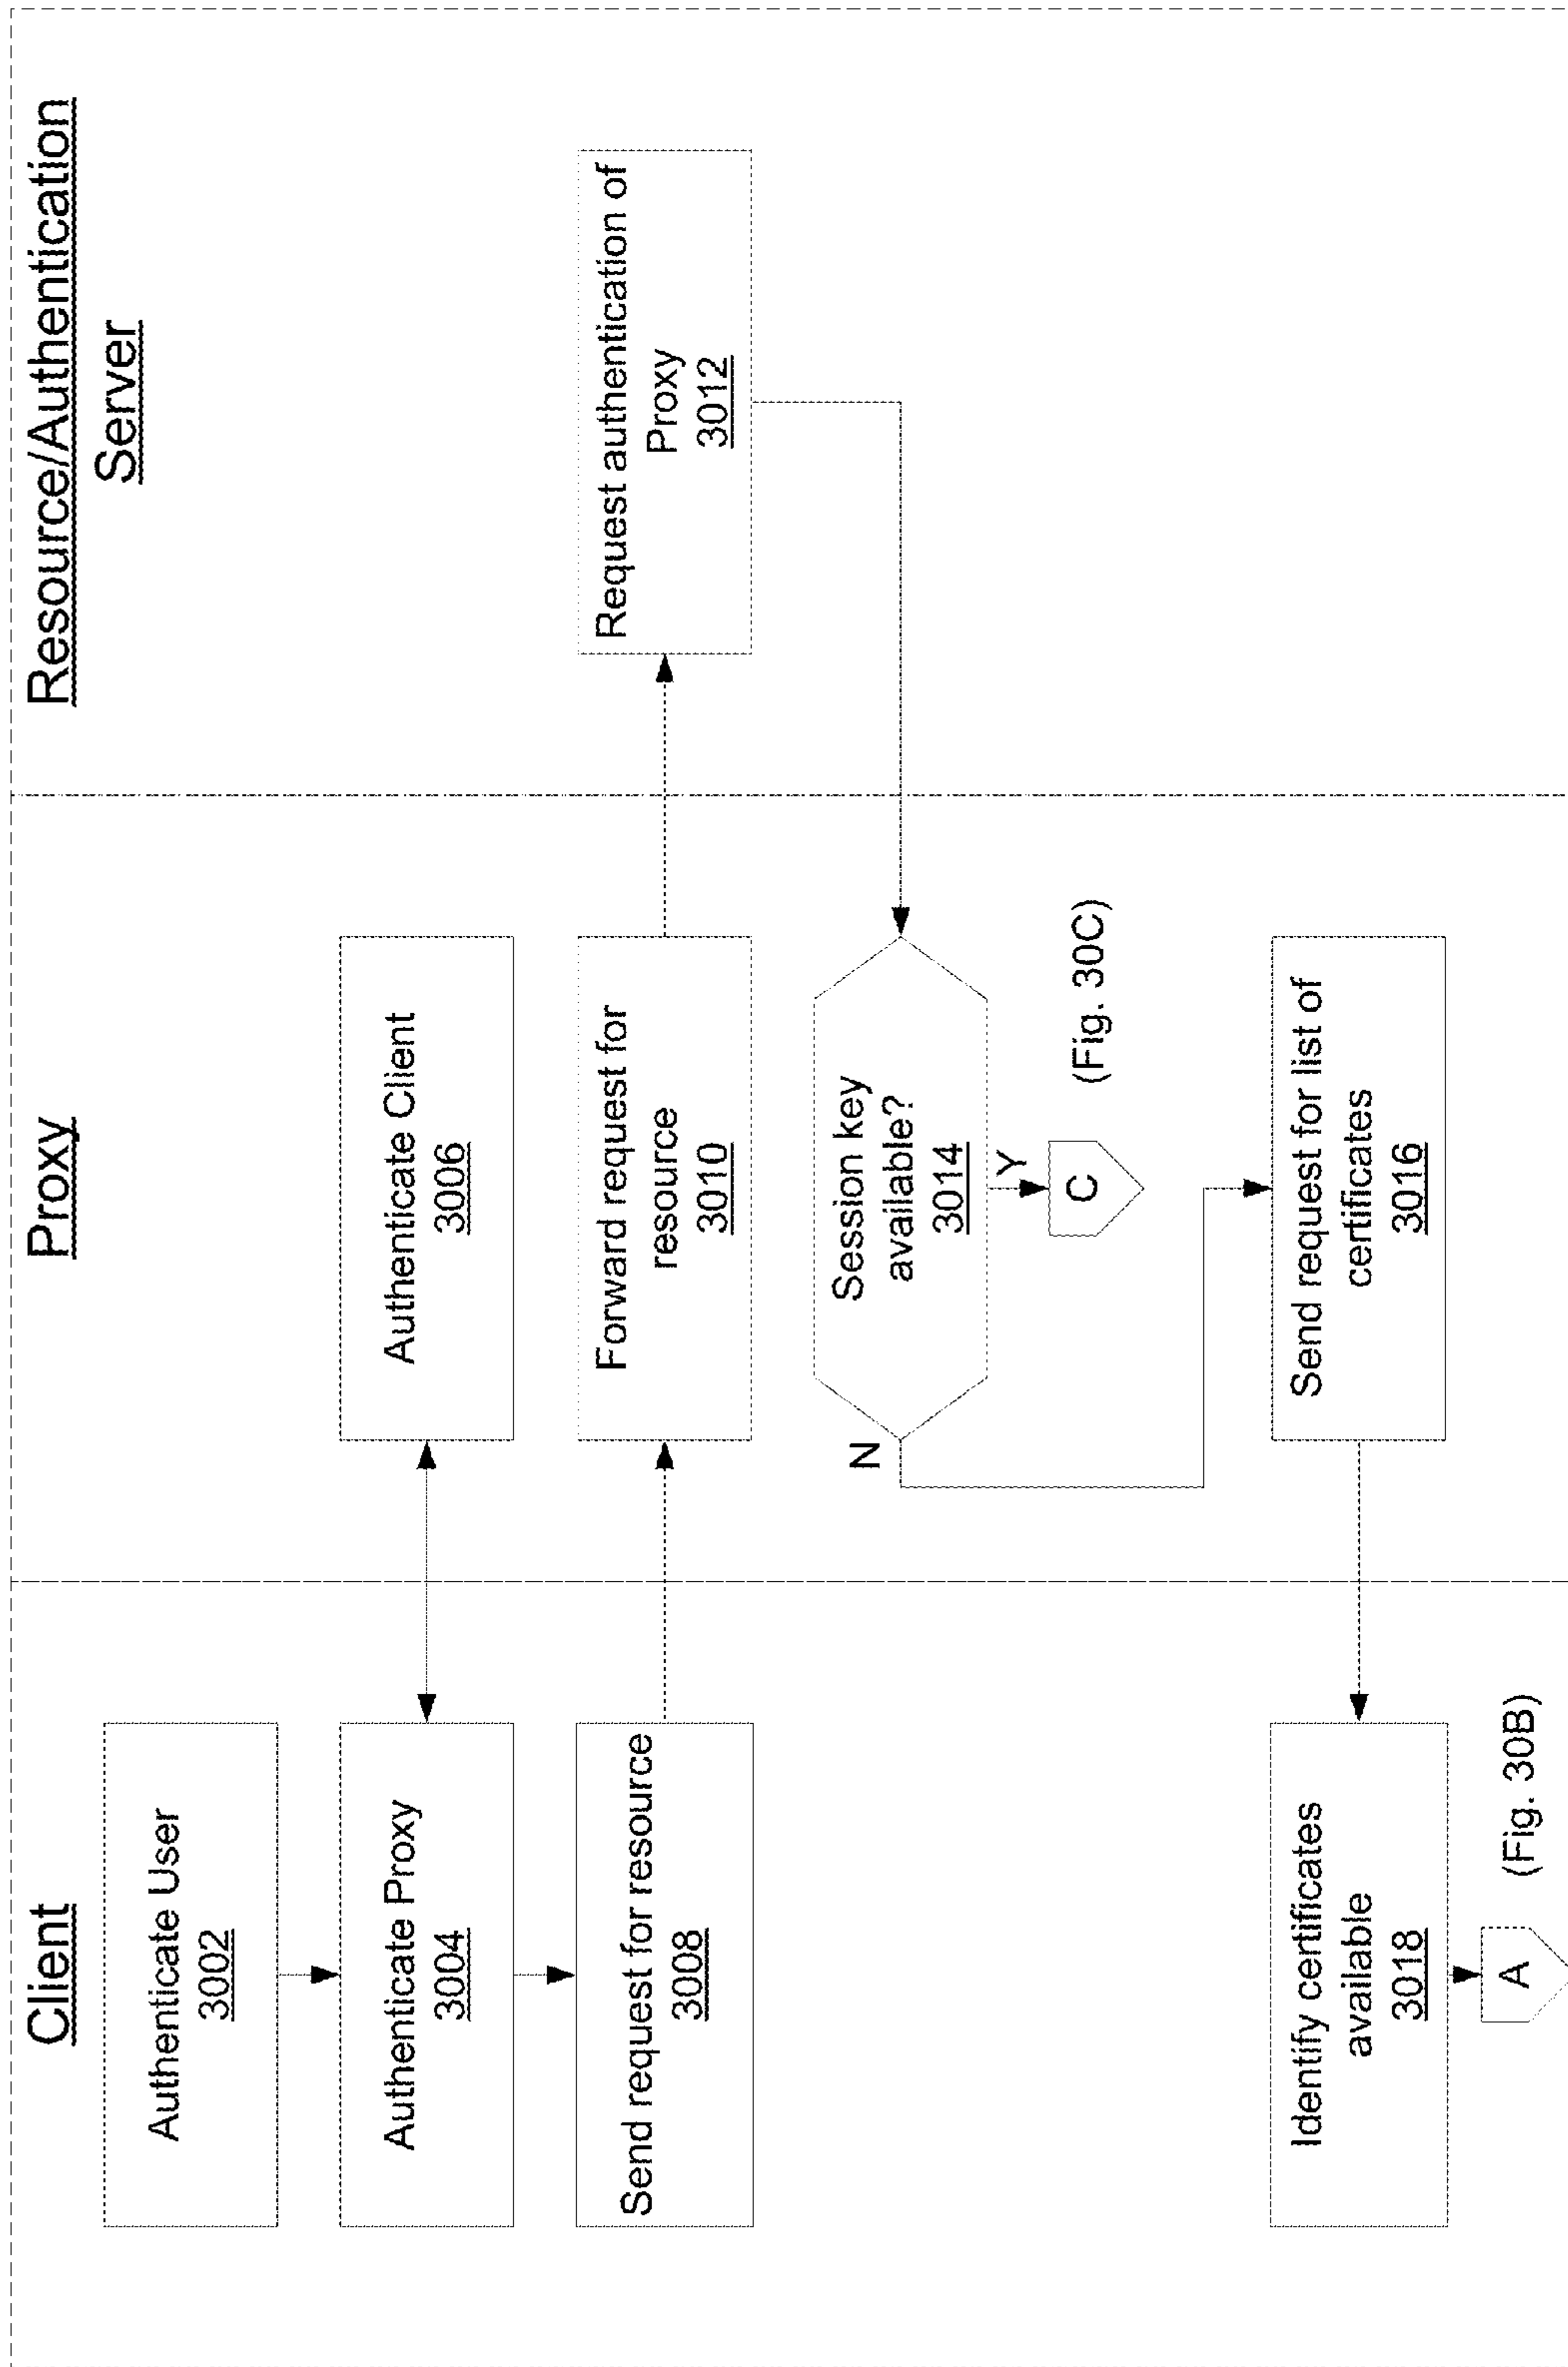 Client
Proxy
Resource/Authentication
Server
Authenticate User
3002
Authenticate Proxy
3004
Authenticate Client
3006
Send request for resource
3008
Forward request for
resource
3010
Request authentication of
Proxy
3012
Session key
available?
3014
N
Y
C
(Fig. 30C)
Send request for list of
certificates
3016
Identify certificates
available
3018
A
(Fig. 30B)